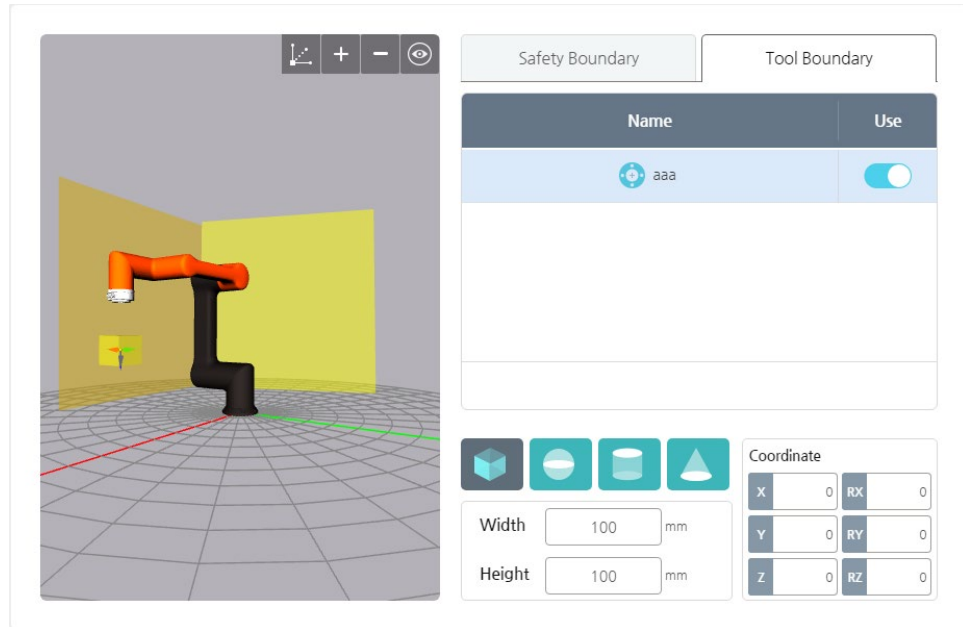 Safety Boundary
Tool Boundary
Name Use
aaa
Coordinate
X 0 RX 0
Width 100 mm
Y 0 RY 0
Height 100 mm
Z 0 RZ 0